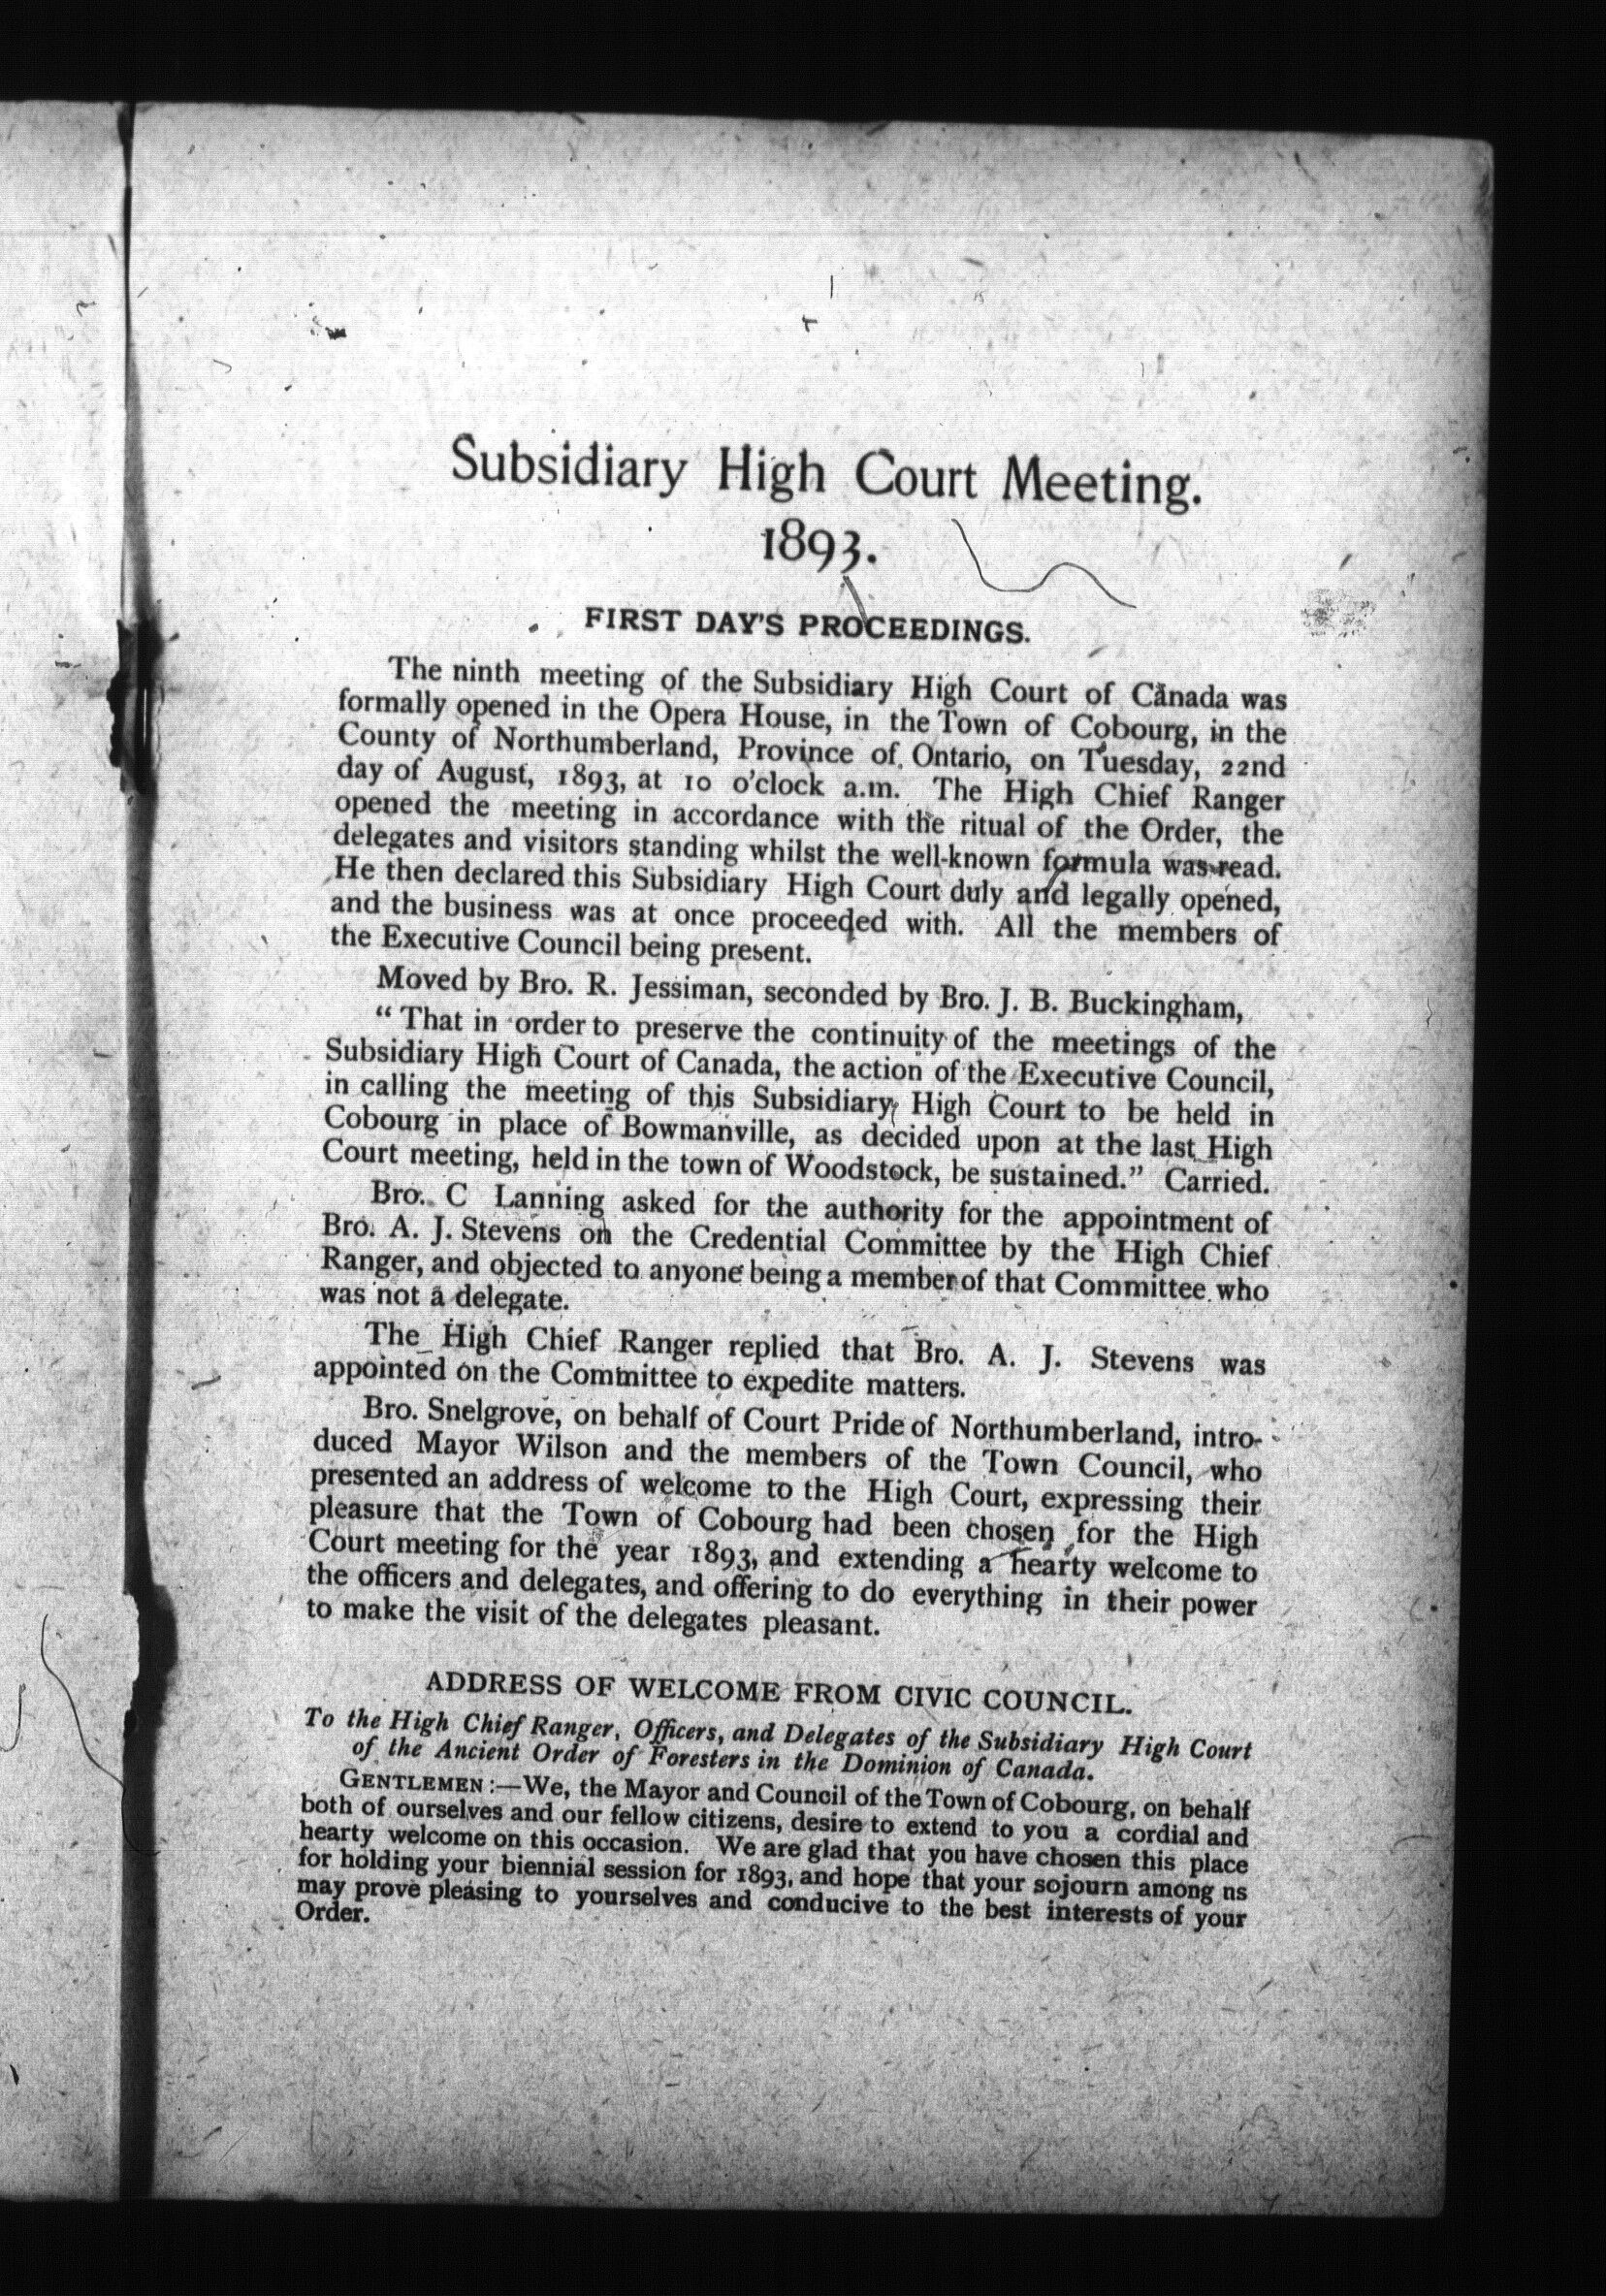 Subsidiary High Court Meeting.
1893.
FIRST DAY'S PROCEEDINGS.
The ninth meeting of the Subsidiary High Court of Canada was
formally opened in the Opera House, in the Town of Cobourg, in the
County of Northumberland, Province of Ontario, on Tuesday, 22nd
day of August, 1893, at 10 o'clock a.m. The High Chief Ranger
opened the meeting in accordance with the ritual of the Order, the
delegates and visitors standing whilst the well-known formula was read.
He then declared this Subsidiary High Court duly and legally opened,
and the business was at once proceeded with. All the members of
the Executive Council being present.
Moved by Bro. R. Jessiman, seconded by Bro. J. B. Buckingham,
"That in order to preserve the continuity of the meetings of the
Subsidiary High Court of Canada, the action of the Executive Council,
in calling the meeting of this Subsidiary High Court to be held in
Cobourg in place of Bowmanville, as decided upon at the last High
Court meeting, held in the town of Woodstock, be sustained." Carried.
Bro. C Lanning asked for the authority for the appointment of
Bro. A. J. Stevens on the Credential Committee by the High Chief
Ranger, and objected to anyone being a member of that Committee who
was not a delegate.
The High Chief Ranger replied that Bro. A. J. Stevens was
appointed on the Committee to expedite matters.
Bro. Snelgrove, on behalf of Court Pride of Northumberland, intro-
duced Mayor Wilson and the members of the Town Council, who
presented an address of welcome to the High Court, expressing their
pleasure that the Town of Cobourg had been chosen for the High
Court meeting for the year 1893, and extending a hearty welcome to
the officers and delegates, and offering to do everything in their power
to make the visit of the delegates pleasant.
ADDRESS OF WELCOME FROM CIVIC COUNCIL.
To the High Chief Ranger, Officers, and Delegates of the Subsidiary High Court
of the Ancient Order of Foresters in the Dominion of Canada.
GENTLEMEN:—We, the Mayor and Council of the Town of Cobourg, on behalf
both of ourselves and our fellow citizens, desire to extend to you a cordial and
hearty welcome on this occasion. We are glad that you have chosen this place
for holding your biennial session for 1893, and hope that your sojourn among ns
may prove pleasing to yourselves and conducive to the best interests of your
Order.